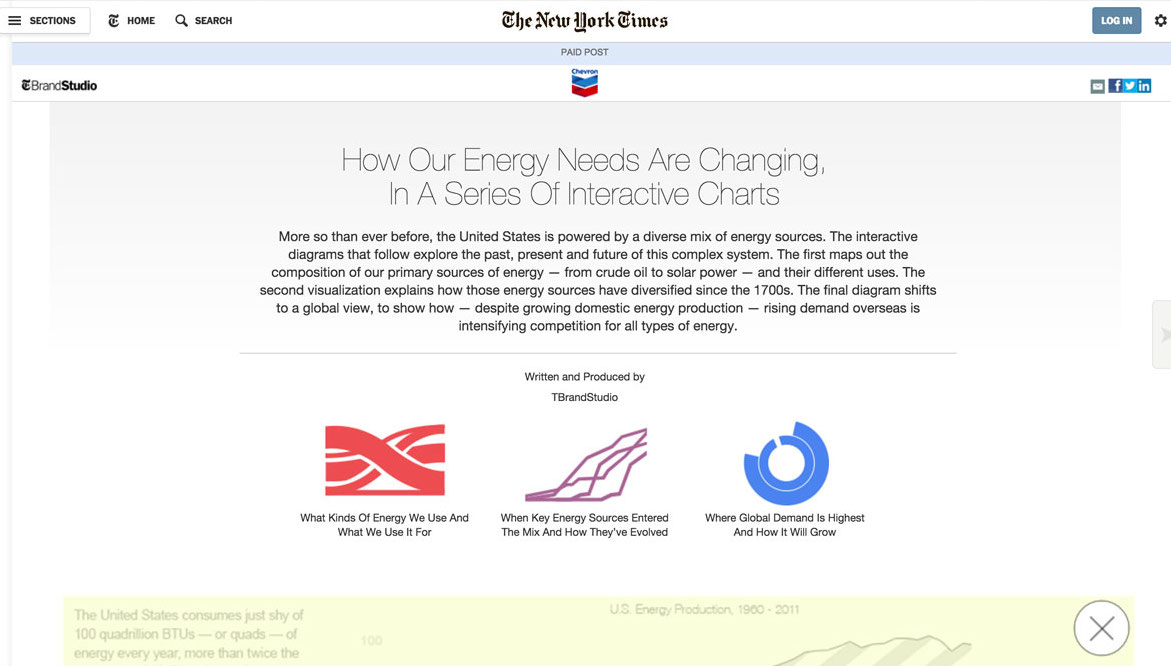 SECTIONS HOME SEARCH The New York Times LOG IN
PAID POST
TBrandStudio Chevron
How Our Energy Needs Are Changing,
In A Series Of Interactive Charts
More so than ever before, the United States is powered by a diverse mix of energy sources. The interactive
diagrams that follow explore the past, present and future of this complex system. The first maps out the
composition of our primary sources of energy — from crude oil to solar power — and their different uses. The
second visualization explains how those energy sources have diversified since the 1700s. The final diagram shifts
to a global view, to show how — despite growing domestic energy production — rising demand overseas is
intensifying competition for all types of energy.
Written and Produced by
TBrandStudio
What Kinds Of Energy We Use And
What We Use It For
When Key Energy Sources Entered
The Mix And How They've Evolved
Where Global Demand Is Highest
And How It Will Grow
The United States consumes just shy of
100 quadrillion BTUs — or quads — of
energy every year, more than twice the
U.S. Energy Production, 1960 - 2011
100